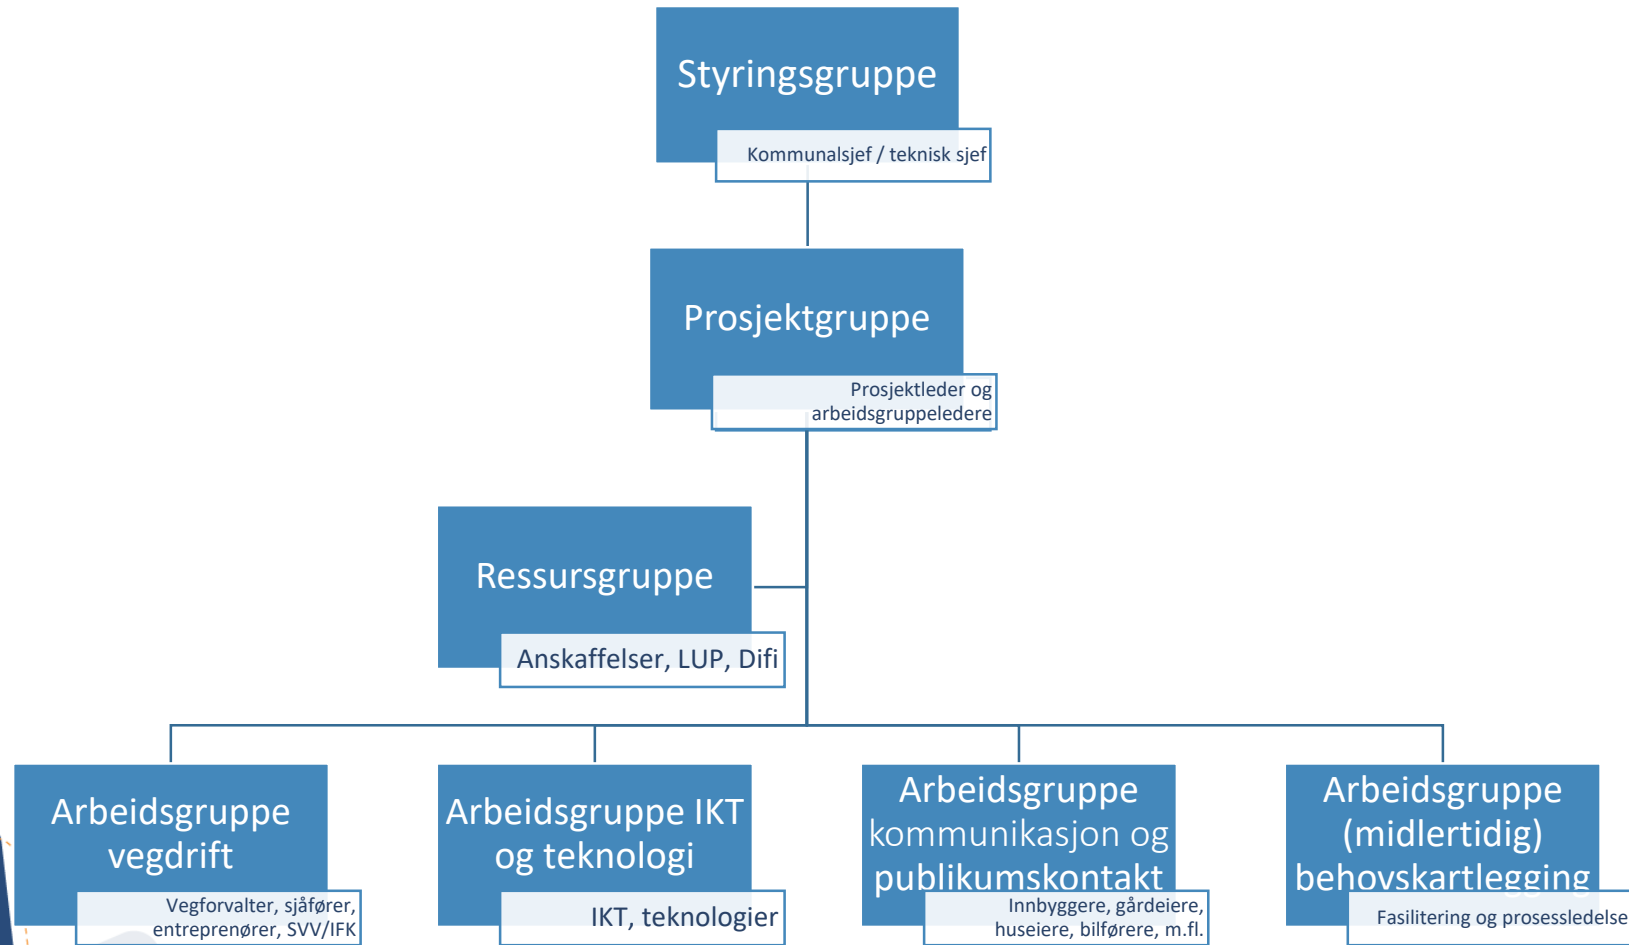 Styringsgruppe
Kommunalsjef / teknisk sjef
Prosjektgruppe
Prosjektleder og
arbeidsgruppeledere
Ressursgruppe
Anskaffelser, LUP, Difi
Arbeidsgruppe
vegdrift
Vegforvalter, sjåfører,
entreprenører, SVV/IFK
Arbeidsgruppe IKT
og teknologi
IKT, teknologier
Arbeidsgruppe
kommunikasjon og
publikumskontakt
Innbyggere, gårdeiere,
huseiere, bilførere, m.fl.
Arbeidsgruppe
(midlertidig)
behovskartlegging
Fasilitering og prosessledelse